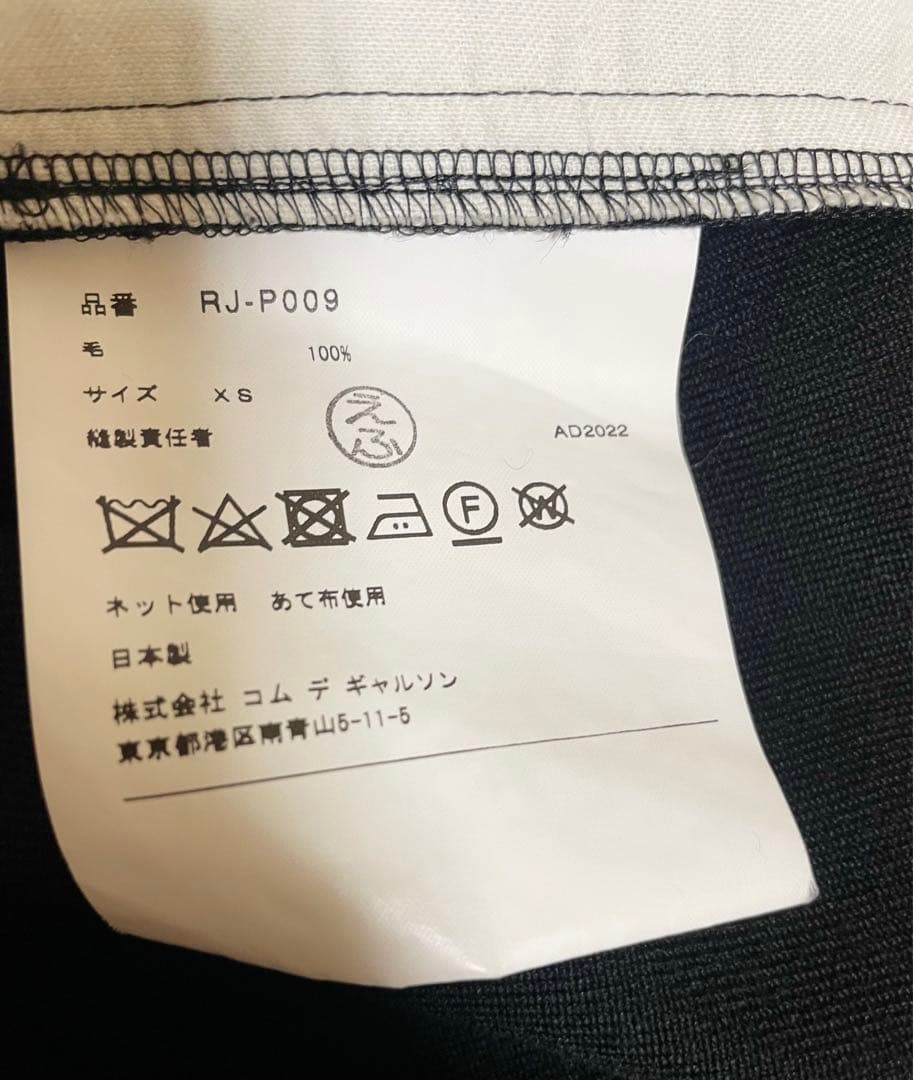 品番 RJ-P009
毛 100%
サイズ XS
縫製責任者 えふ AD2022
F W
ネット使用 あて布使用
日本製
株式会社 コム デ ギャルソン
東京都港区南青山5-11-5